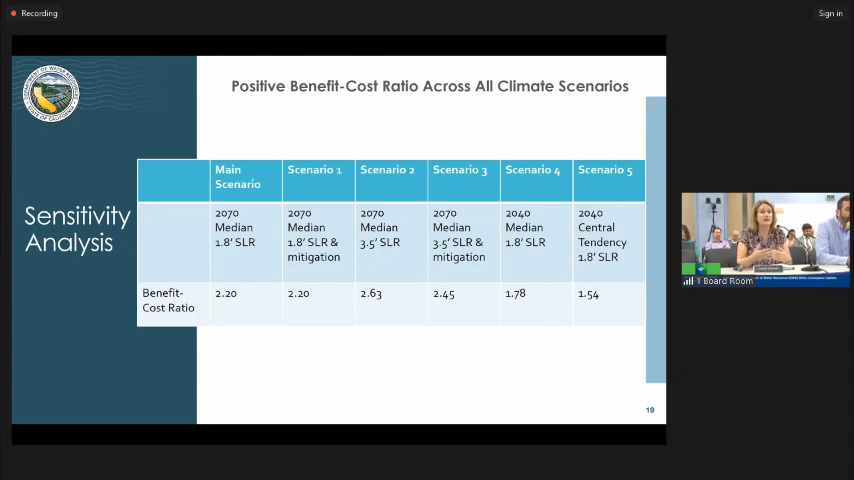 Recording
Sign in
Positive Benefit-Cost Ratio Across All Climate Scenarios
Sensitivity
Analysis
Main
Scenario
Scenario 1
Scenario 2
Scenario 3
Scenario 4
Scenario 5
2070
Median
1.8' SLR
2070
Median
1.8' SLR &
mitigation
2070
Median
3.5' SLR
2070
Median
3.5' SLR &
mitigation
2040
Median
1.8' SLR
2040
Central
Tendency
1.8' SLR
Benefit-
Cost Ratio
2.20
2.20
2.63
2.45
1.78
1.54
19
Board Room